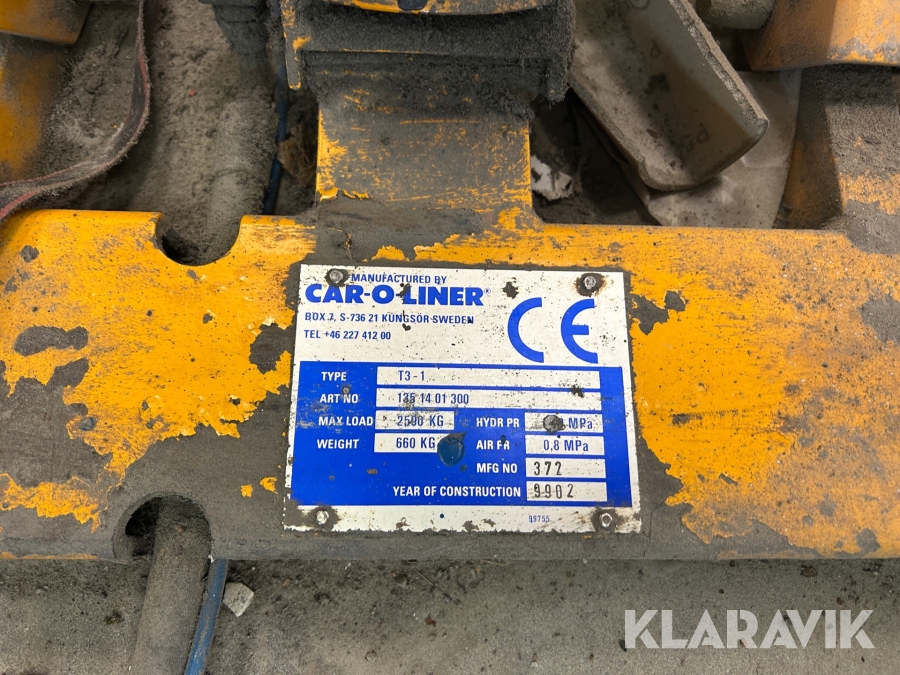 MANUFACTURED BY
CAR-O-LINER®
BOX 7, S-736 21 KUNGSÖR SWEDEN
TEL +46 227 412 00
CE
TYPE T3-1
ART NO 135 14 01 300
MAX LOAD 2500 KG HYDR PR MPa
WEIGHT 660 KG AIR PR 0.8 MPa
MFG NO 372
YEAR OF CONSTRUCTION 9902
99755
KLARAVIK